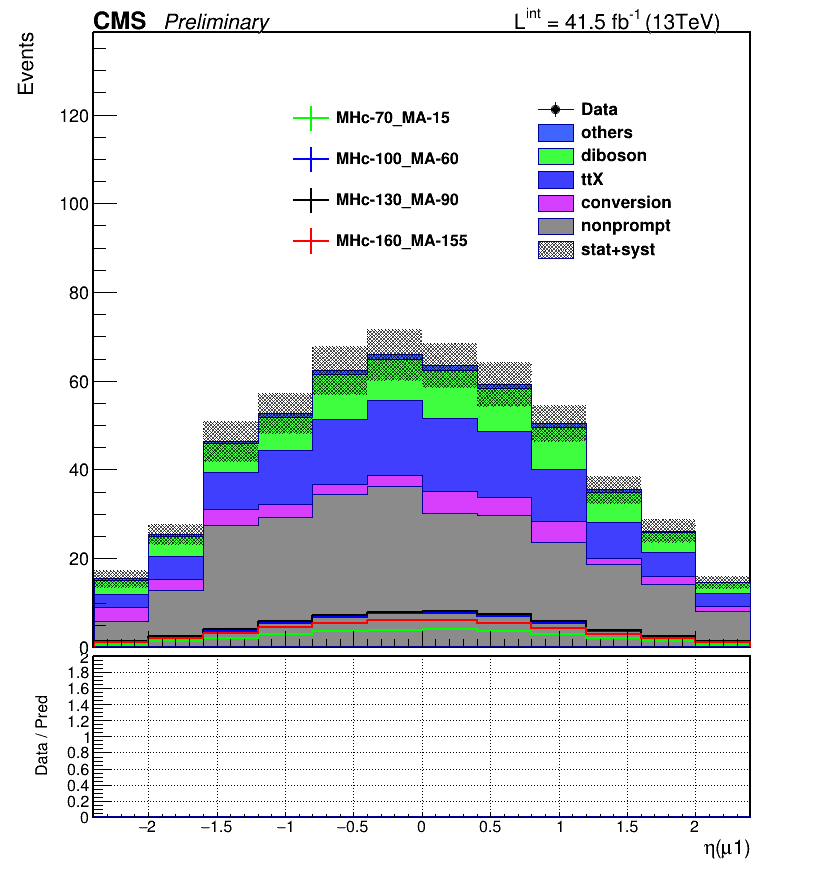 CMS Preliminary L^int = 41.5 fb^-1 (13TeV)
Events
120
100
80
60
40
20
0
MHc-70_MA-15
MHc-100_MA-60
MHc-130_MA-90
MHc-160_MA-155
Data
others
diboson
ttX
conversion
nonprompt
stat+syst
Data / Pred
2
1.8
1.6
1.4
1.2
1
0.8
0.6
0.4
0.2
0
−2 −1.5 −1 −0.5 0 0.5 1 1.5 2
η(μ1)